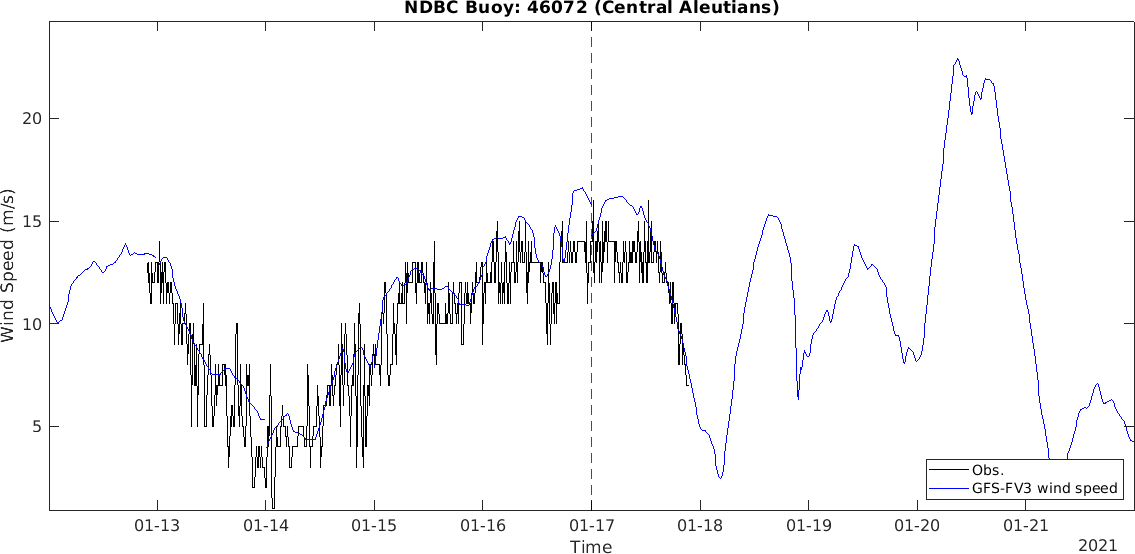 NDBC Buoy: 46072 (Central Aleutians)
20
15
10
5
Wind Speed (m/s)
Obs.
GFS-FV3 wind speed
01-13 01-14 01-15 01-16 01-17 01-18 01-19 01-20 01-21
Time
2021